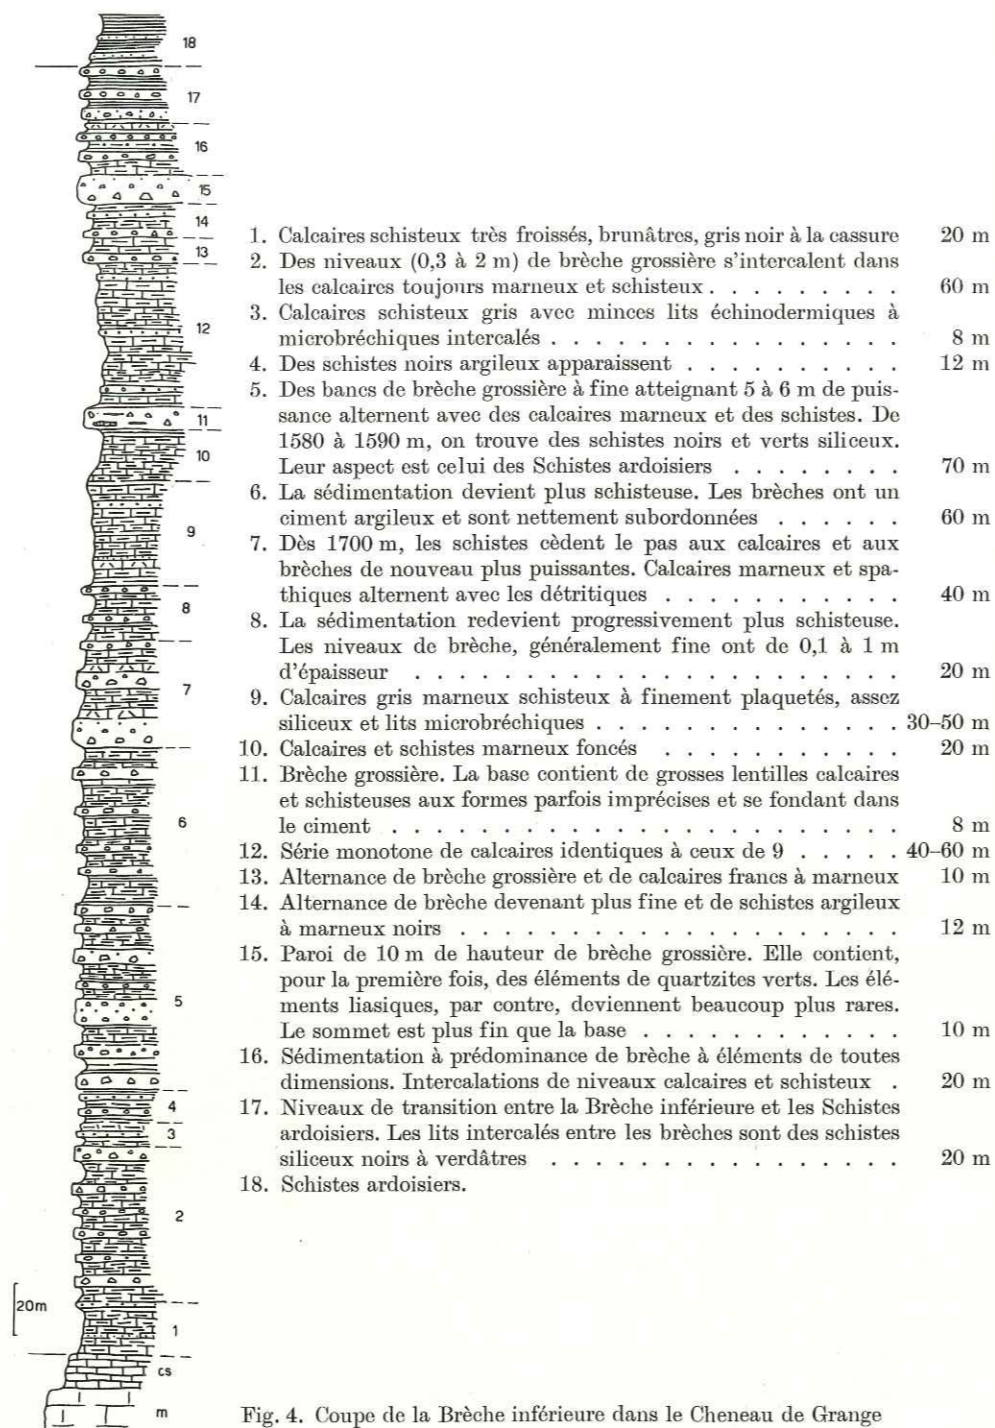 18
17
16
15
14
13
12
11
10
9
8
7
6
5
4
3
2
1
cs
m
20m
1. Calcaires schisteux très froissés, brunâtres, gris noir à la cassure 20 m
2. Des niveaux (0,3 à 2 m) de brèche grossière s'intercalent dans
les calcaires toujours marneux et schisteux . . . . . . . . . 60 m
3. Calcaires schisteux gris avec minces lits échinodermiques à
microbréchiques intercalés . . . . . . . . . . . . . . . . 8 m
4. Des schistes noirs argileux apparaissent . . . . . . . . . . 12 m
5. Des bancs de brèche grossière à fine atteignant 5 à 6 m de puis-
sance alternent avec des calcaires marneux et des schistes. De
1580 à 1590 m, on trouve des schistes noirs et verts siliceux.
Leur aspect est celui des Schistes ardoisiers . . . . . . . . 70 m
6. La sédimentation devient plus schisteuse. Les brèches ont un
ciment argileux et sont nettement subordonnées . . . . . . 60 m
7. Dès 1700 m, les schistes cèdent le pas aux calcaires et aux
brèches de nouveau plus puissantes. Calcaires marneux et spa-
thiques alternent avec les détritiques . . . . . . . . . . . 40 m
8. La sédimentation redevient progressivement plus schisteuse.
Les niveaux de brèche, généralement fine ont de 0,1 à 1 m
d'épaisseur . . . . . . . . . . . . . . . . . . . . . 20 m
9. Calcaires gris marneux schisteux à finement plaquetés, assez
siliceux et lits microbréchiques . . . . . . . . . . . . . . 30–50 m
10. Calcaires et schistes marneux foncés . . . . . . . . . . . 20 m
11. Brèche grossière. La base contient de grosses lentilles calcaires
et schisteuses aux formes parfois imprécises et se fondant dans
le ciment . . . . . . . . . . . . . . . . . . . . . . . 8 m
12. Série monotone de calcaires identiques à ceux de 9 . . . . . 40–60 m
13. Alternance de brèche grossière et de calcaires francs à marneux 10 m
14. Alternance de brèche devenant plus fine et de schistes argileux
à marneux noirs . . . . . . . . . . . . . . . . . . . . 12 m
15. Paroi de 10 m de hauteur de brèche grossière. Elle contient,
pour la première fois, des éléments de quartzites verts. Les élé-
ments liasiques, par contre, deviennent beaucoup plus rares.
Le sommet est plus fin que la base . . . . . . . . . . . . 10 m
16. Sédimentation à prédominance de brèche à éléments de toutes
dimensions. Intercalations de niveaux calcaires et schisteux . 20 m
17. Niveaux de transition entre la Brèche inférieure et les Schistes
ardoisiers. Les lits intercalés entre les brèches sont des schistes
siliceux noirs à verdâtres . . . . . . . . . . . . . . . . 20 m
18. Schistes ardoisiers.
Fig. 4. Coupe de la Brèche inférieure dans le Cheneau de Grange